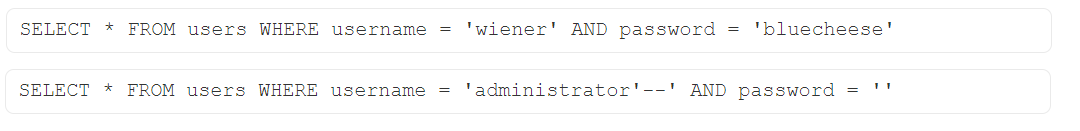 SELECT * FROM users WHERE username = 'wiener' AND password = 'bluecheese'
SELECT * FROM users WHERE username = 'administrator'--' AND password = ''